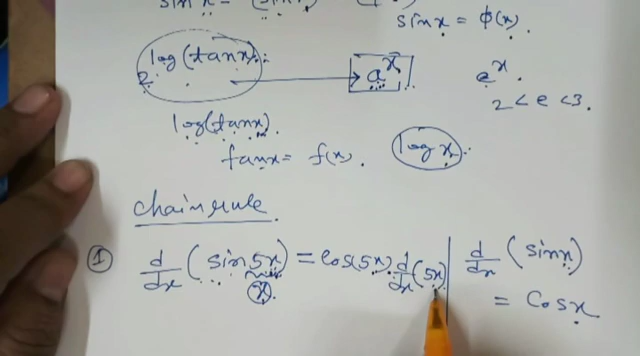 sin x = ϕ(x).
2 log(tan x)
a^x
e^x.
2 < e < 3.
log(tan x).
tan x = f(x).
log x
chain rule.
① d/dx (sin 5x) = cos(5x). d/dx (5x)
x
d/dx (sin x)
= Cos x